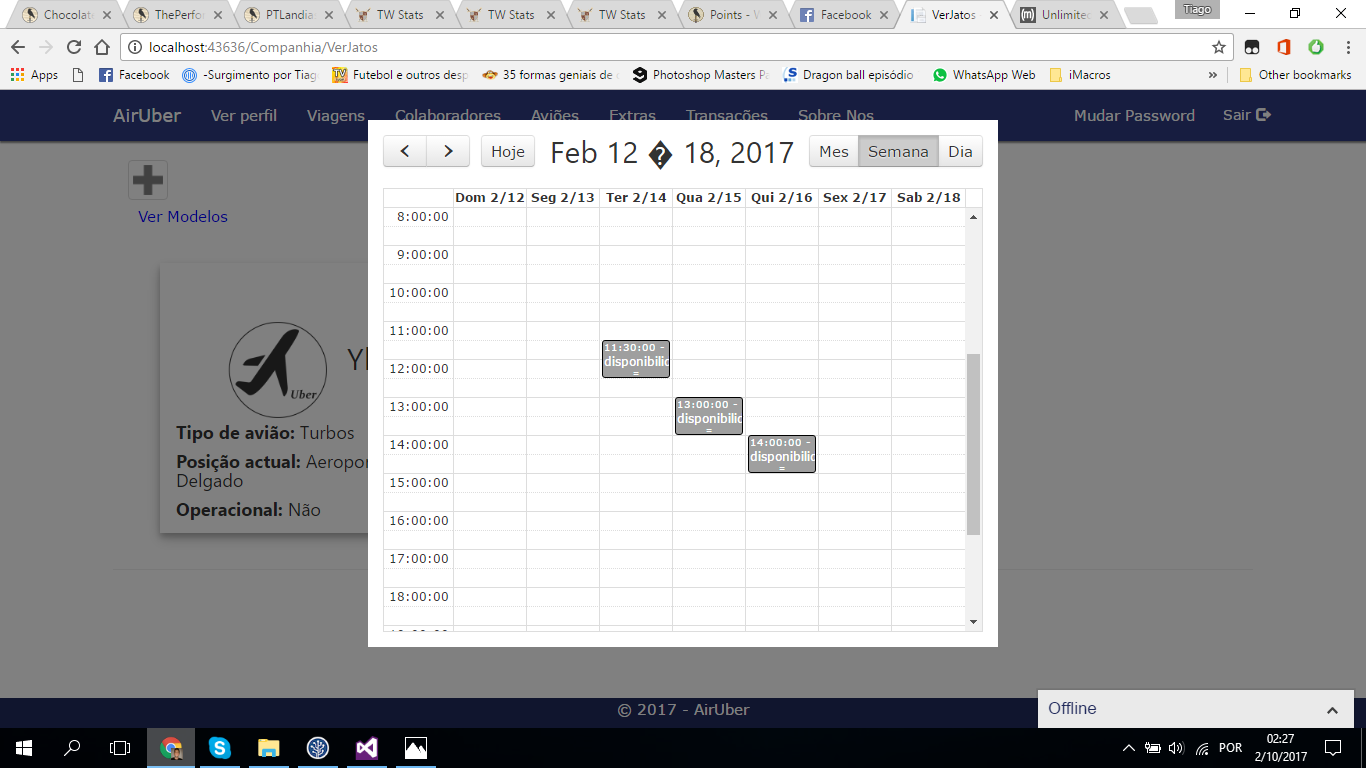 Chocolat
ThePerfo
PTLandia
TW Stats
TW Stats
TW Stats
Points - W
Facebook
VerJatos
Unlimited
Tiago
localhost:43636/Companhia/VerJatos
Apps
Facebook
-Surgimento por Tiag
Futebol e outros desp
35 formas geniais de
Photoshop Masters Pa
Dragon ball episódio
WhatsApp Web
iMacros
»
Other bookmarks
AirUber
Ver perfil
Viagens
Colaboradores
Aviões
Extras
Transações
Sobre Nos
Mudar Password
Sair
Hoje
Feb 12 � 18, 2017
Mes
Semana
Dia
Ver Modelos
Dom 2/12
Seg 2/13
Ter 2/14
Qua 2/15
Qui 2/16
Sex 2/17
Sab 2/18
8:00:00
9:00:00
10:00:00
11:00:00
11:30:00 -
disponibilid
=
12:00:00
13:00:00
13:00:00 -
disponibilid
=
14:00:00
14:00:00 -
disponibilid
=
15:00:00
16:00:00
17:00:00
18:00:00
Uber
Tipo de avião: Turbos
Posição actual: Aeropor
Delgado
Operacional: Não
© 2017 - AirUber
Offline
POR
02:27
2/10/2017